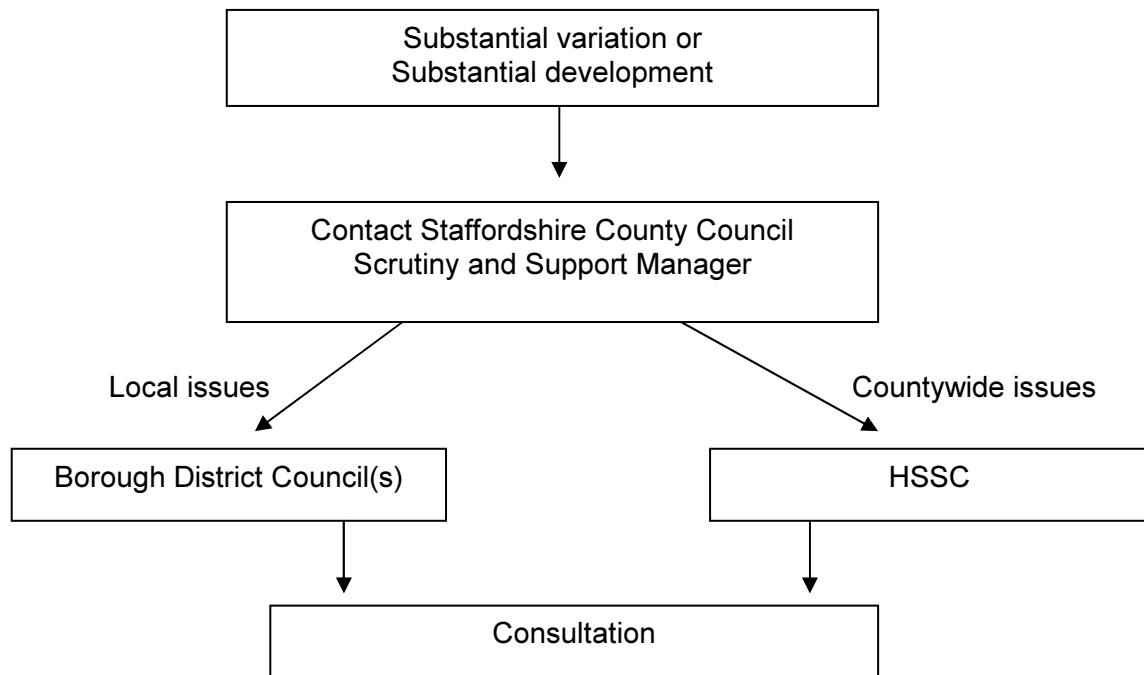 Substantial variation or
Substantial development
Contact Staffordshire County Council
Scrutiny and Support Manager
Local issues
Countywide issues
Borough District Council(s)
HSSC
Consultation